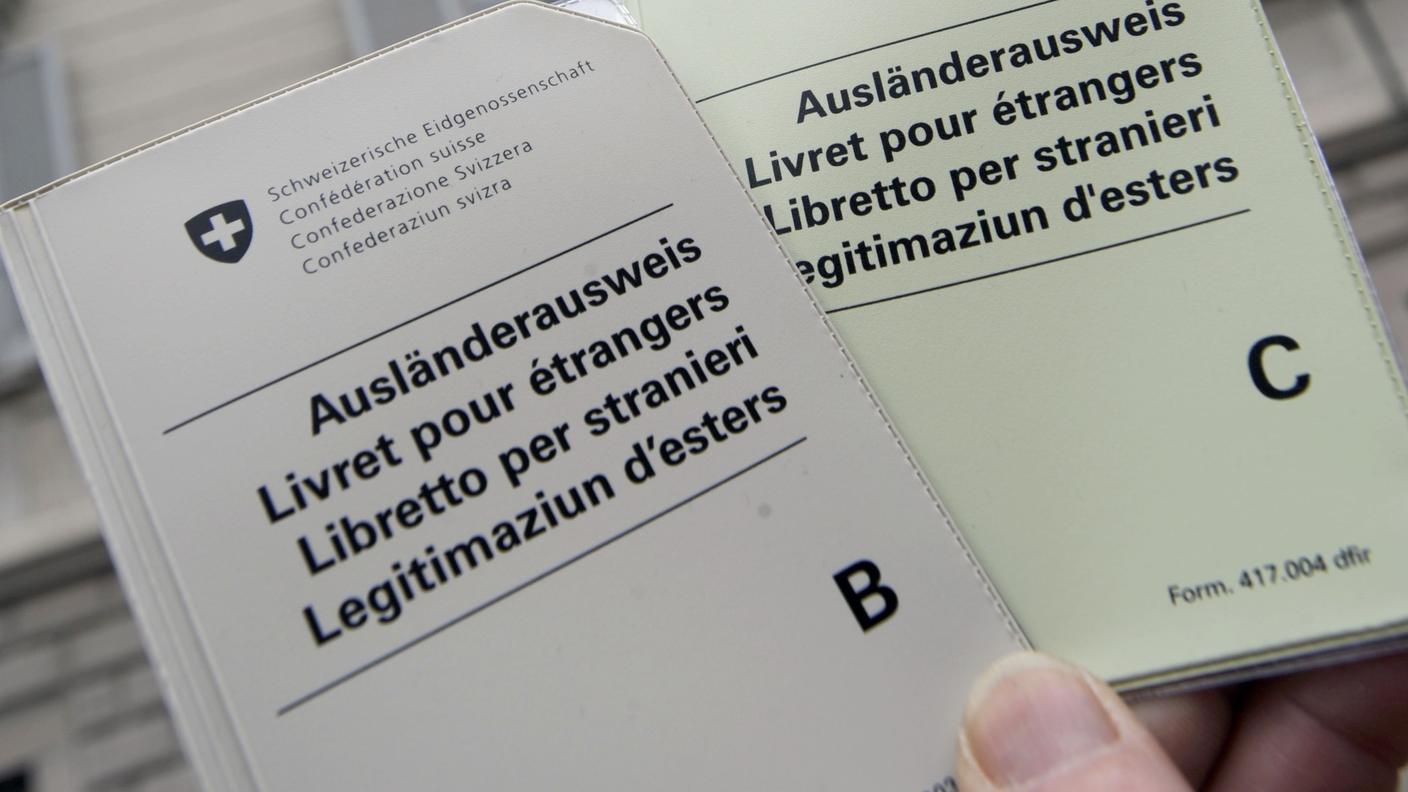 Schweizerische Eidgenossenschaft
Confédération suisse
Confederazione Svizzera
Confederaziun svizra
Ausländerausweis
Livret pour étrangers
Libretto per stranieri
Legitimaziun d’esters
B
Ausländerausweis
Livret pour étrangers
Libretto per stranieri
egitimaziun d'esters
C
Form. 417.004 dfir